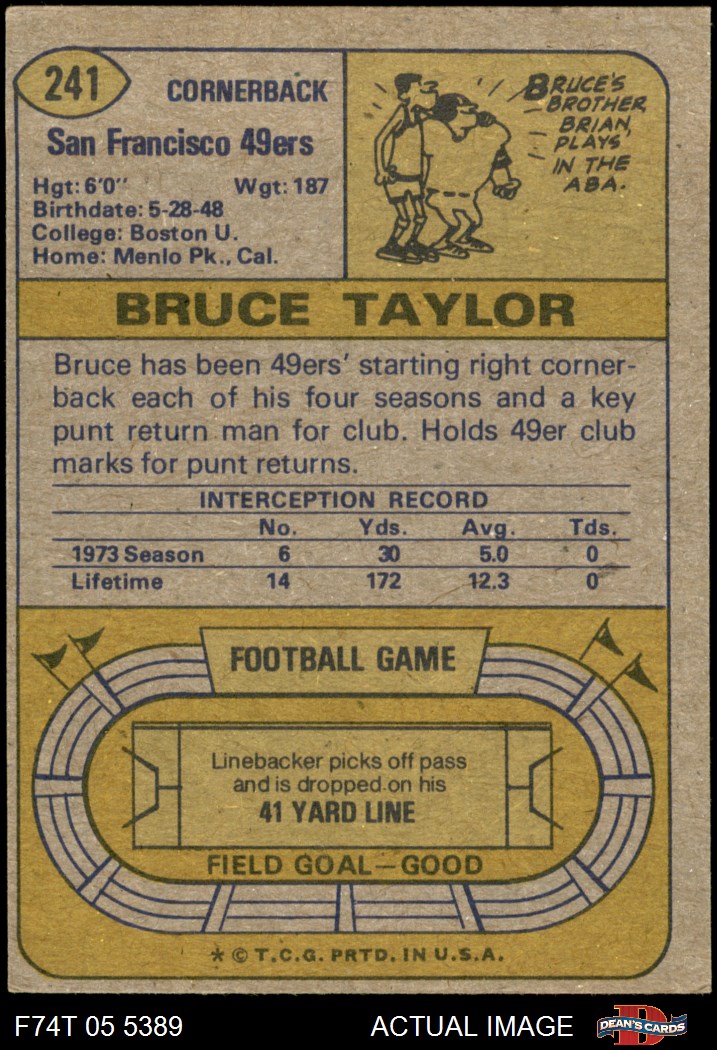 241
CORNERBACK
San Francisco 49ers
Hgt: 6'0'' Wgt: 187
Birthdate: 5-28-48
College: Boston U.
Home: Menlo Pk., Cal.
BRUCE'S
BROTHER,
BRIAN,
PLAYS
IN THE
ABA.
BRUCE TAYLOR
Bruce has been 49ers' starting right corner-
back each of his four seasons and a key
punt return man for club. Holds 49er club
marks for punt returns.
INTERCEPTION RECORD
No. Yds. Avg. Tds.
1973 Season 6 30 5.0 0
Lifetime 14 172 12.3 0
FOOTBALL GAME
Linebacker picks off pass
and is dropped on his
41 YARD LINE
FIELD GOAL—GOOD
* © T.C.G. PRTD. IN U.S.A.
F74T 05 5389 ACTUAL IMAGE
D
DEAN'S CARDS